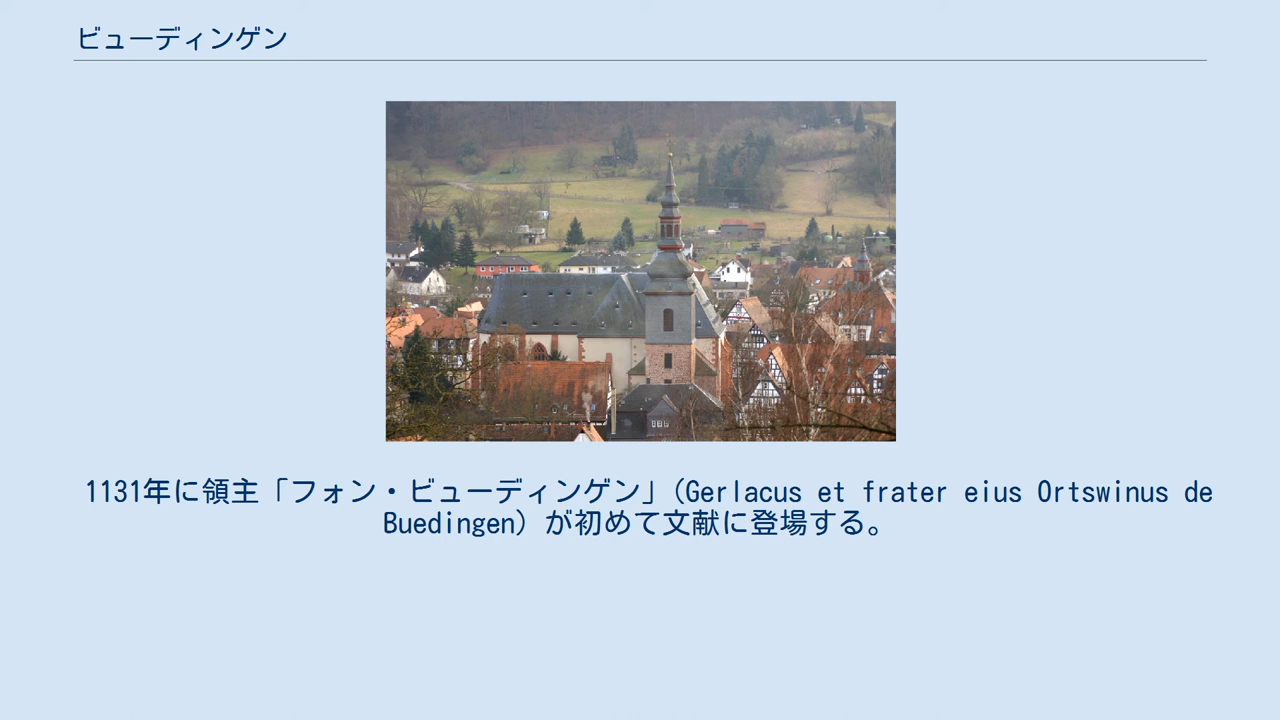 ビューディンゲン
1131年に領主「フォン・ビューディンゲン」(Gerlacus et frater eius Ortswinus de
Buedingen) が初めて文献に登場する。